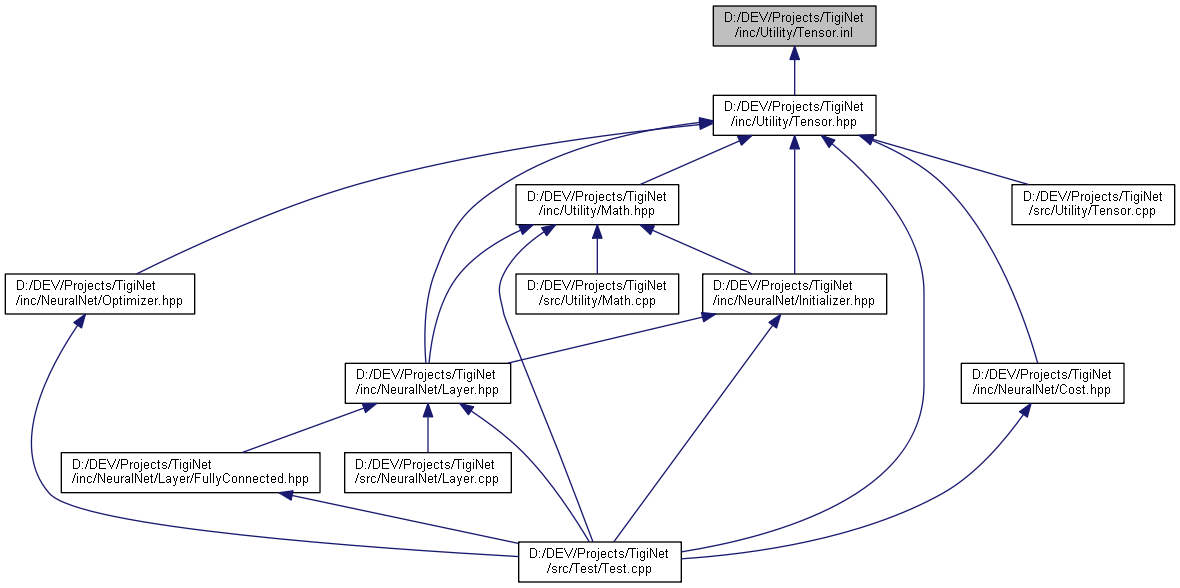 D:/DEV/Projects/TigiNet
/inc/Utility/Tensor.inl
D:/DEV/Projects/TigiNet
/inc/Utility/Tensor.hpp
D:/DEV/Projects/TigiNet
/inc/Utility/Math.hpp
D:/DEV/Projects/TigiNet
/src/Utility/Tensor.cpp
D:/DEV/Projects/TigiNet
/inc/NeuralNet/Optimizer.hpp
D:/DEV/Projects/TigiNet
/src/Utility/Math.cpp
D:/DEV/Projects/TigiNet
/inc/NeuralNet/Initializer.hpp
D:/DEV/Projects/TigiNet
/inc/NeuralNet/Layer.hpp
D:/DEV/Projects/TigiNet
/inc/NeuralNet/Cost.hpp
D:/DEV/Projects/TigiNet
/inc/NeuralNet/Layer/FullyConnected.hpp
D:/DEV/Projects/TigiNet
/src/NeuralNet/Layer.cpp
D:/DEV/Projects/TigiNet
/src/Test/Test.cpp